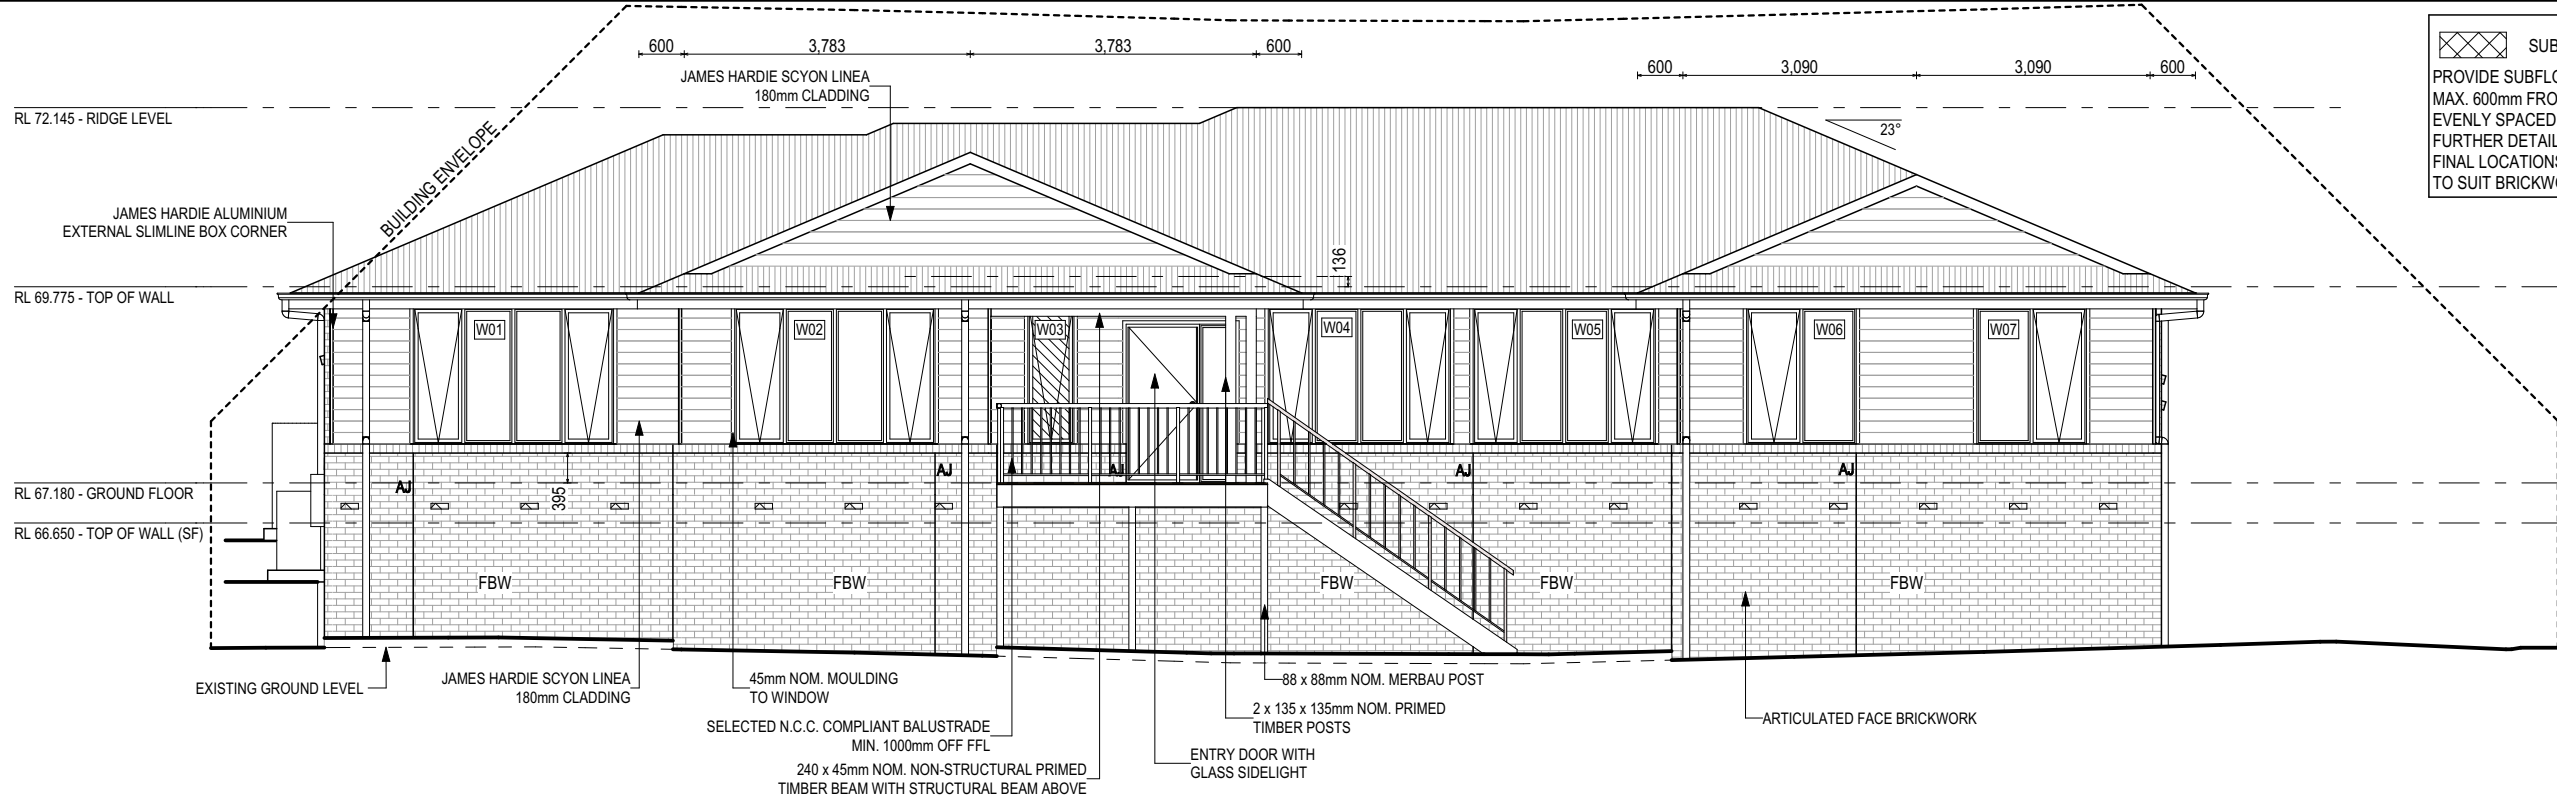 600
3,783
3,783
600
SUB
600
3,090
3,090
600
JAMES HARDIE SCYON LINEA
180mm CLADDING
PROVIDE SUBFLO
MAX. 600mm FRO
EVENLY SPACED
FURTHER DETAIL
FINAL LOCATIONS
TO SUIT BRICKWO
RL 72.145 - RIDGE LEVEL
23°
BUILDING ENVELOPE
JAMES HARDIE ALUMINIUM
EXTERNAL SLIMLINE BOX CORNER
136
RL 69.775 - TOP OF WALL
W01
W02
W03
W04
W05
W06
W07
AJ
AJ
AJ
AJ
AJ
RL 67.180 - GROUND FLOOR
395
RL 66.650 - TOP OF WALL (SF)
FBW
FBW
FBW
FBW
FBW
EXISTING GROUND LEVEL
JAMES HARDIE SCYON LINEA
180mm CLADDING
45mm NOM. MOULDING
TO WINDOW
SELECTED N.C.C. COMPLIANT BALUSTRADE
MIN. 1000mm OFF FFL
240 x 45mm NOM. NON-STRUCTURAL PRIMED
TIMBER BEAM WITH STRUCTURAL BEAM ABOVE
88 x 88mm NOM. MERBAU POST
2 x 135 x 135mm NOM. PRIMED
TIMBER POSTS
ENTRY DOOR WITH
GLASS SIDELIGHT
ARTICULATED FACE BRICKWORK